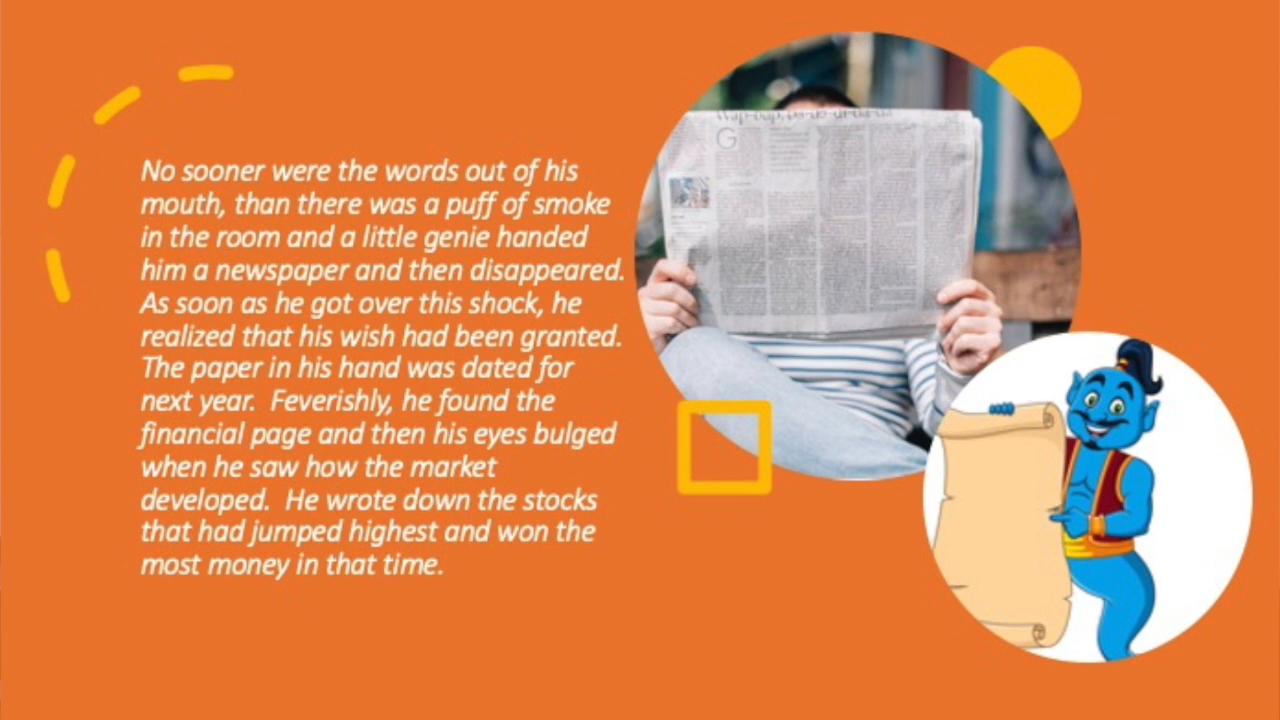 No sooner were the words out of his
mouth, than there was a puff of smoke
in the room and a little genie handed
him a newspaper and then disappeared.
As soon as he got over this shock, he
realized that his wish had been granted.
The paper in his hand was dated for
next year.  Feverishly, he found the
financial page and then his eyes bulged
when he saw how the market
developed.  He wrote down the stocks
that had jumped highest and won the
most money in that time.
G